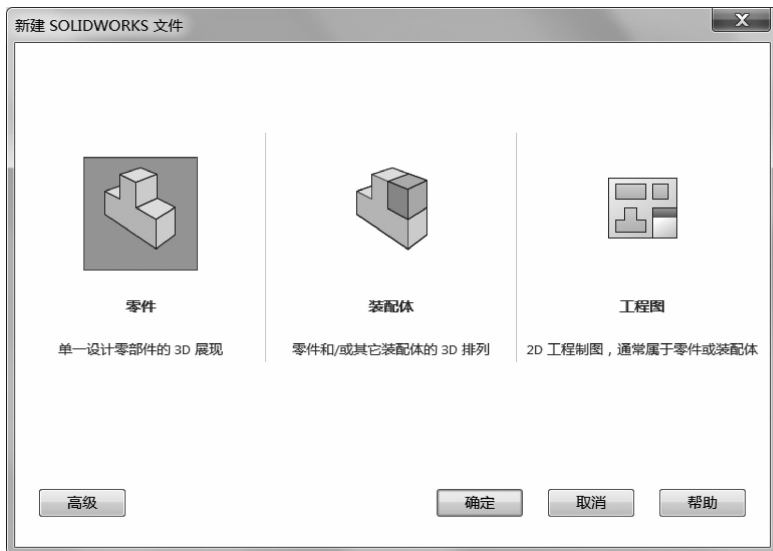 新建 SOLIDWORKS 文件
零件
装配体
工程图
单一设计零部件的 3D 展现
零件和/或其它装配体的 3D 排列
2D 工程制图，通常属于零件或装配体
高级
确定
取消
帮助